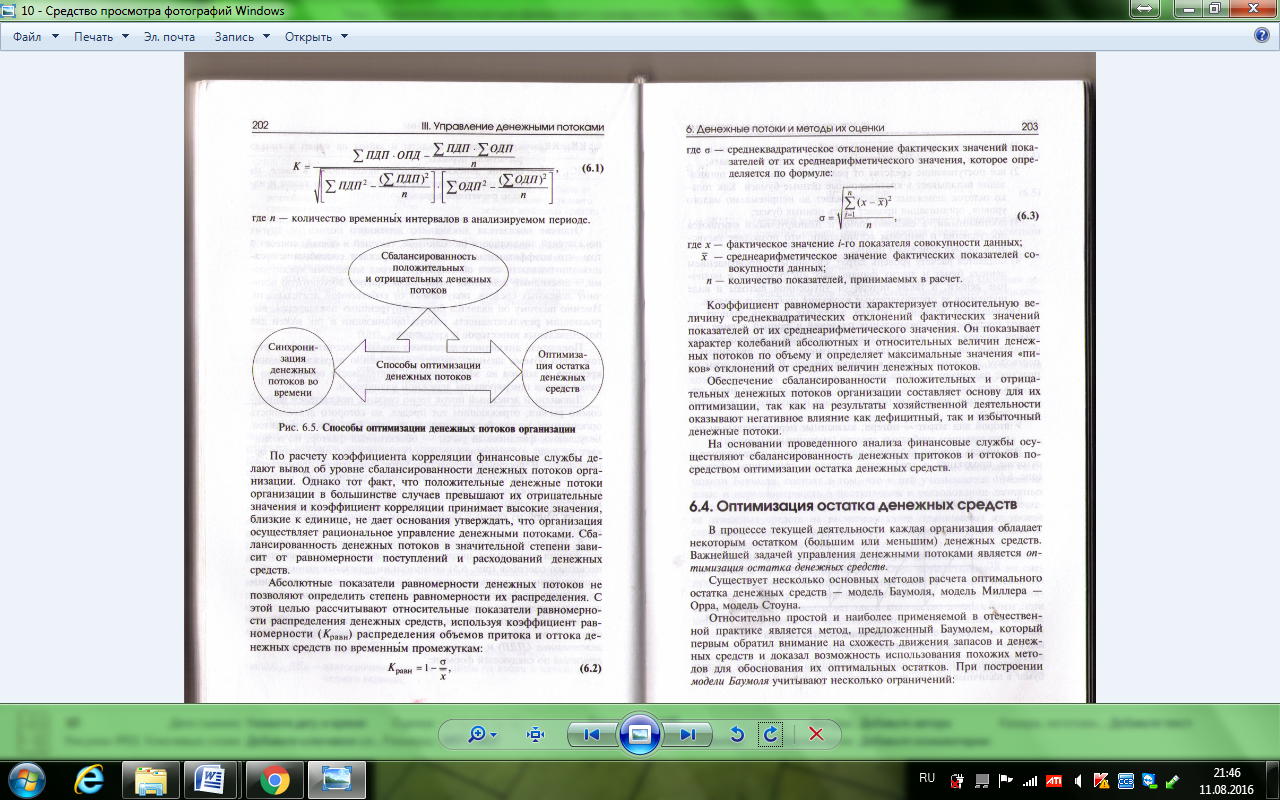 10 - Средство просмотра фотографий Windows
Файл Печать Эл. почта Запись Открыть
202 III. Управление денежными потоками
K = (∑ ПДП · ОПД – (∑ ПДП · ∑ ОДП) / n) / √([∑ ПДП² – (∑ ПДП)² / n] · [∑ ОДП² – (∑ ОДП)² / n]), (6.1)
где n — количество временны́х интервалов в анализируемом периоде.
Сбалансированность
положительных
и отрицательных денежных
потоков
Синхрони-
зация
денежных
потоков во
времени
Способы оптимизации
денежных потоков
Оптимиза-
ция остатка
денежных
средств
Рис. 6.5. Способы оптимизации денежных потоков организации
По расчету коэффициента корреляции финансовые службы де-
лают вывод об уровне сбалансированности денежных потоков орга-
низации. Однако тот факт, что положительные денежные потоки
организации в большинстве случаев превышают их отрицательные
значения и коэффициент корреляции принимает высокие значения,
близкие к единице, не дает основания утверждать, что организация
осуществляет рациональное управление денежными потоками. Сба-
лансированность денежных потоков в значительной степени зави-
сит от равномерности поступлений и расходований денежных
средств.
Абсолютные показатели равномерности денежных потоков не
позволяют определить степень равномерности их распределения. С
этой целью рассчитывают относительные показатели равномерно-
сти распределения денежных средств, используя коэффициент рав-
номерности (Kравн) распределения объемов притока и оттока де-
нежных средств по временны́м промежуткам:
Kравн = 1 – σ / x̄, (6.2)
6. Денежные потоки и методы их оценки 203
где σ — среднеквадратическое отклонение фактических значений пока-
зателей от их среднеарифметического значения, которое опре-
деляется по формуле:
σ = √(∑ⁿᵢ₌₁ (x – x̄)² / n), (6.3)
где x — фактическое значение i-го показателя совокупности данных;
x̄ — среднеарифметическое значение фактических показателей со-
вокупности данных;
n — количество показателей, принимаемых в расчет.
Коэффициент равномерности характеризует относительную ве-
личину среднеквадратических отклонений фактических значений
показателей от их среднеарифметического значения. Он показывает
характер колебаний абсолютных и относительных величин денеж-
ных потоков по объему и определяет максимальные значения «пи-
ков» отклонений от средних величин денежных потоков.
Обеспечение сбалансированности положительных и отрица-
тельных денежных потоков организации составляет основу для их
оптимизации, так как на результаты хозяйственной деятельности
оказывают негативное влияние как дефицитный, так и избыточный
денежные потоки.
На основании проведенного анализа финансовые службы осу-
ществляют сбалансированность денежных притоков и оттоков по-
средством оптимизации остатка денежных средств.
6.4. Оптимизация остатка денежных средств
В процессе текущей деятельности каждая организация обладает
некоторым остатком (большим или меньшим) денежных средств.
Важнейшей задачей управления денежными потоками является оп-
тимизация остатка денежных средств.
Существует несколько основных методов расчета оптимального
остатка денежных средств — модель Баумоля, модель Миллера —
Орра, модель Стоуна.
Относительно простой и наиболее применяемой в отечествен-
ной практике является метод, предложенный Баумолем, который
первым обратил внимание на схожесть движения запасов и денеж-
ных средств и доказал возможность использования похожих мето-
дов для обоснования их оптимальных остатков. При построении
модели Баумоля учитывают несколько ограничений:
RU
21:46
11.08.2016